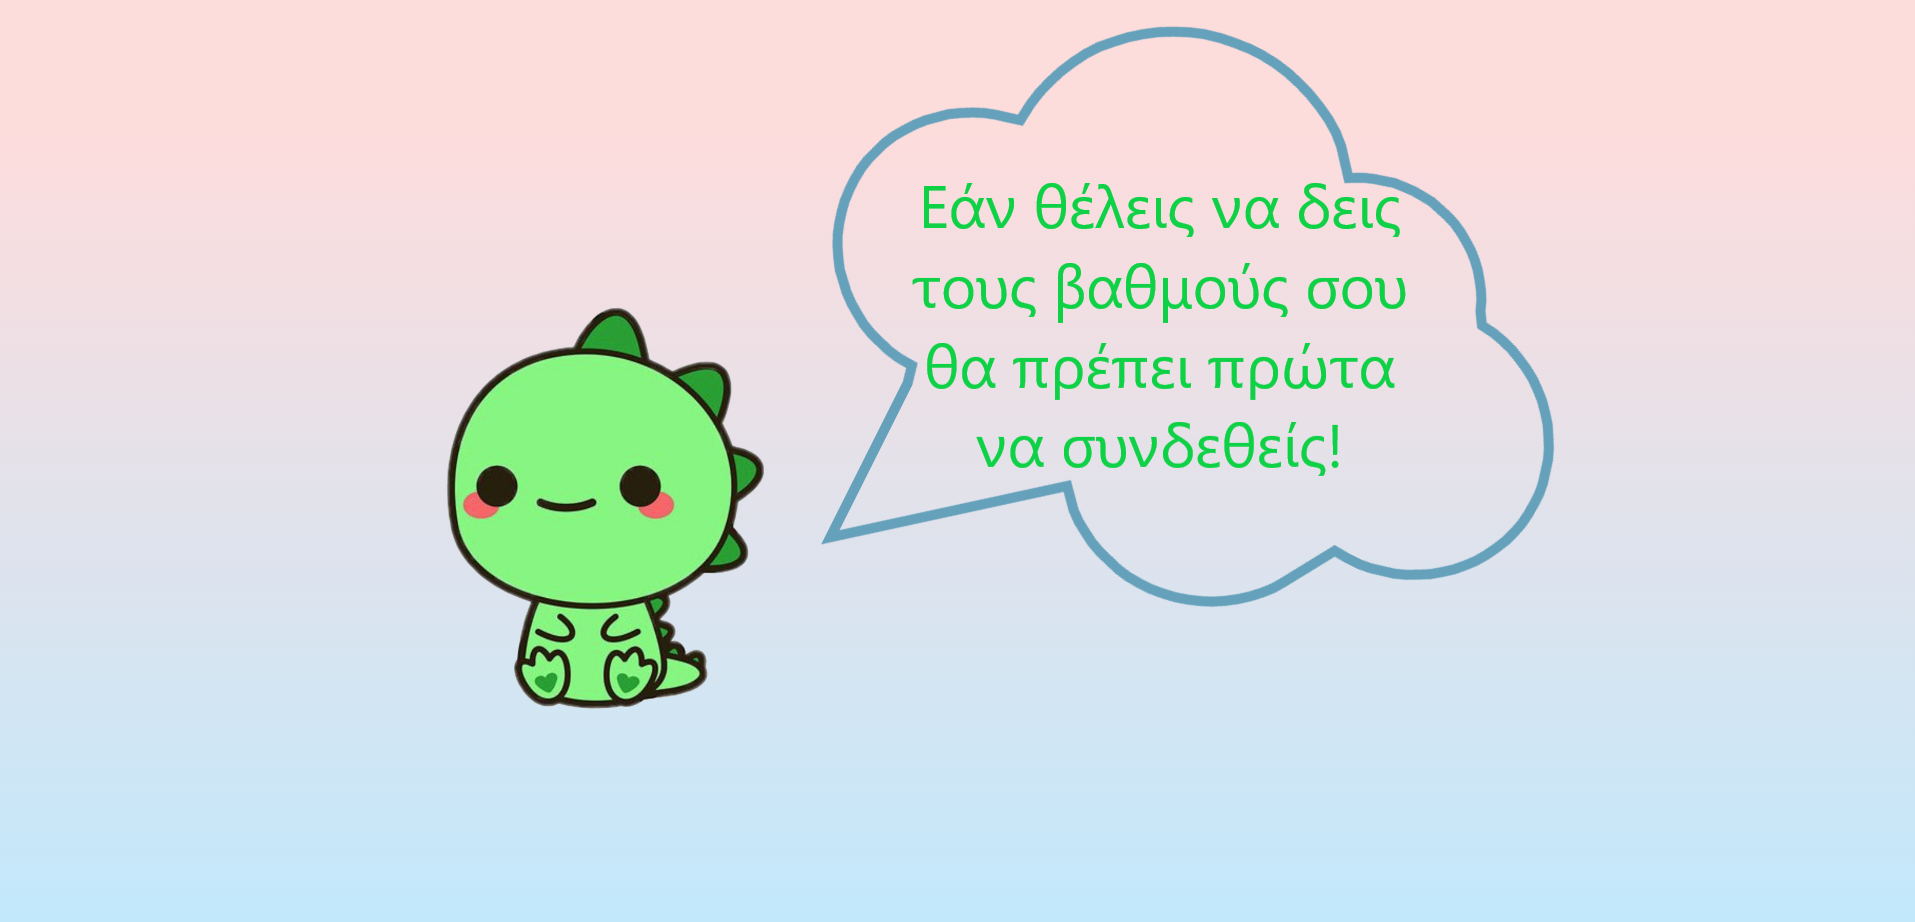 Εάν θέλεις να δεις
τους βαθμούς σου
θα πρέπει πρώτα
να συνδεθείς!